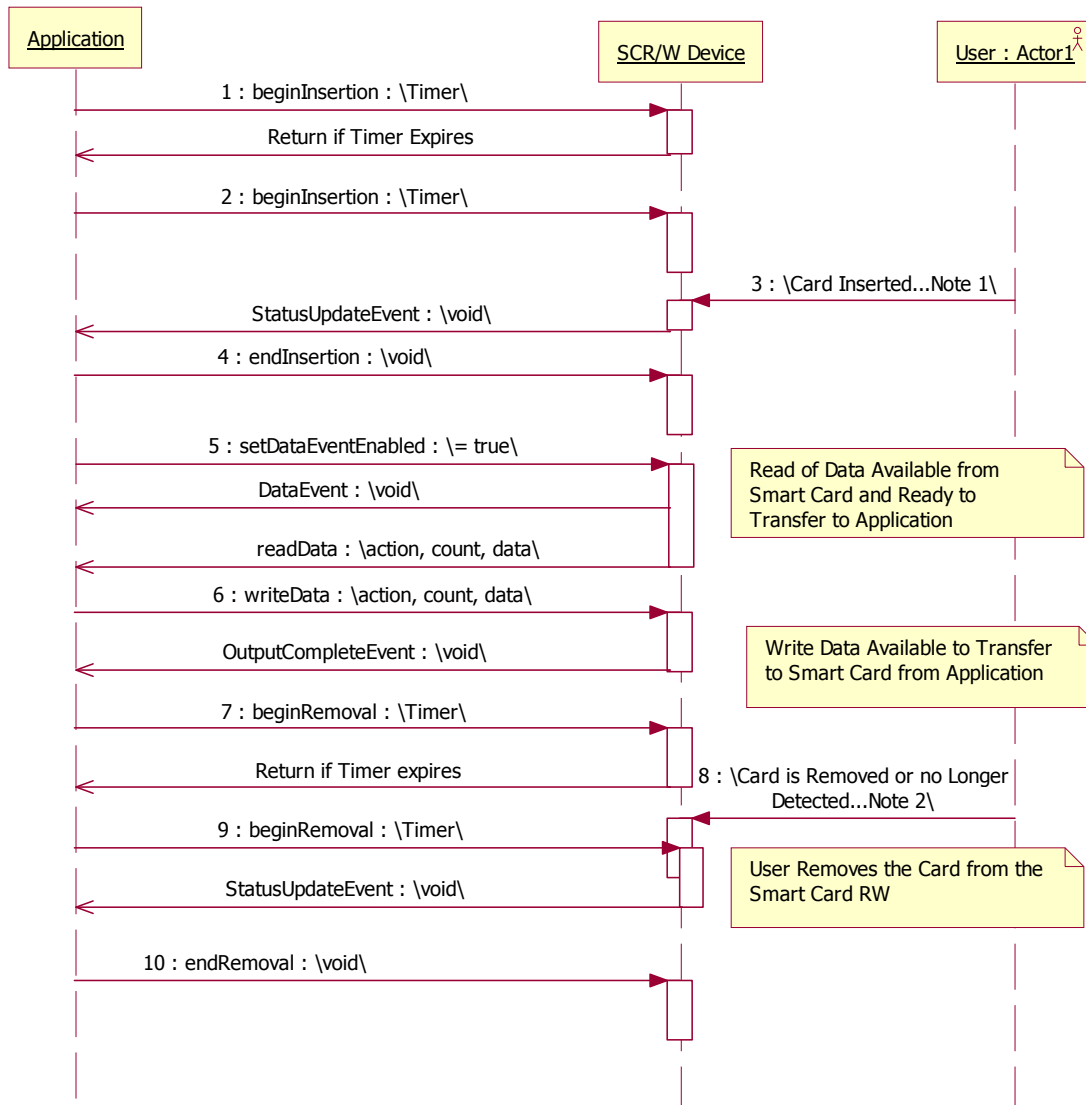 Application
SCR/W Device
User : Actor1
1 : beginInsertion : \Timer\
Return if Timer Expires
2 : beginInsertion : \Timer\
3 : \Card Inserted...Note 1\
StatusUpdateEvent : \void\
4 : endInsertion : \void\
5 : setDataEventEnabled : \= true\
Read of Data Available from
Smart Card and Ready to
Transfer to Application
DataEvent : \void\
readData : \action, count, data\
6 : writeData : \action, count, data\
Write Data Available to Transfer
to Smart Card from Application
OutputCompleteEvent : \void\
7 : beginRemoval : \Timer\
Return if Timer expires
8 : \Card is Removed or no Longer
Detected...Note 2\
9 : beginRemoval : \Timer\
User Removes the Card from the
Smart Card RW
StatusUpdateEvent : \void\
10 : endRemoval : \void\